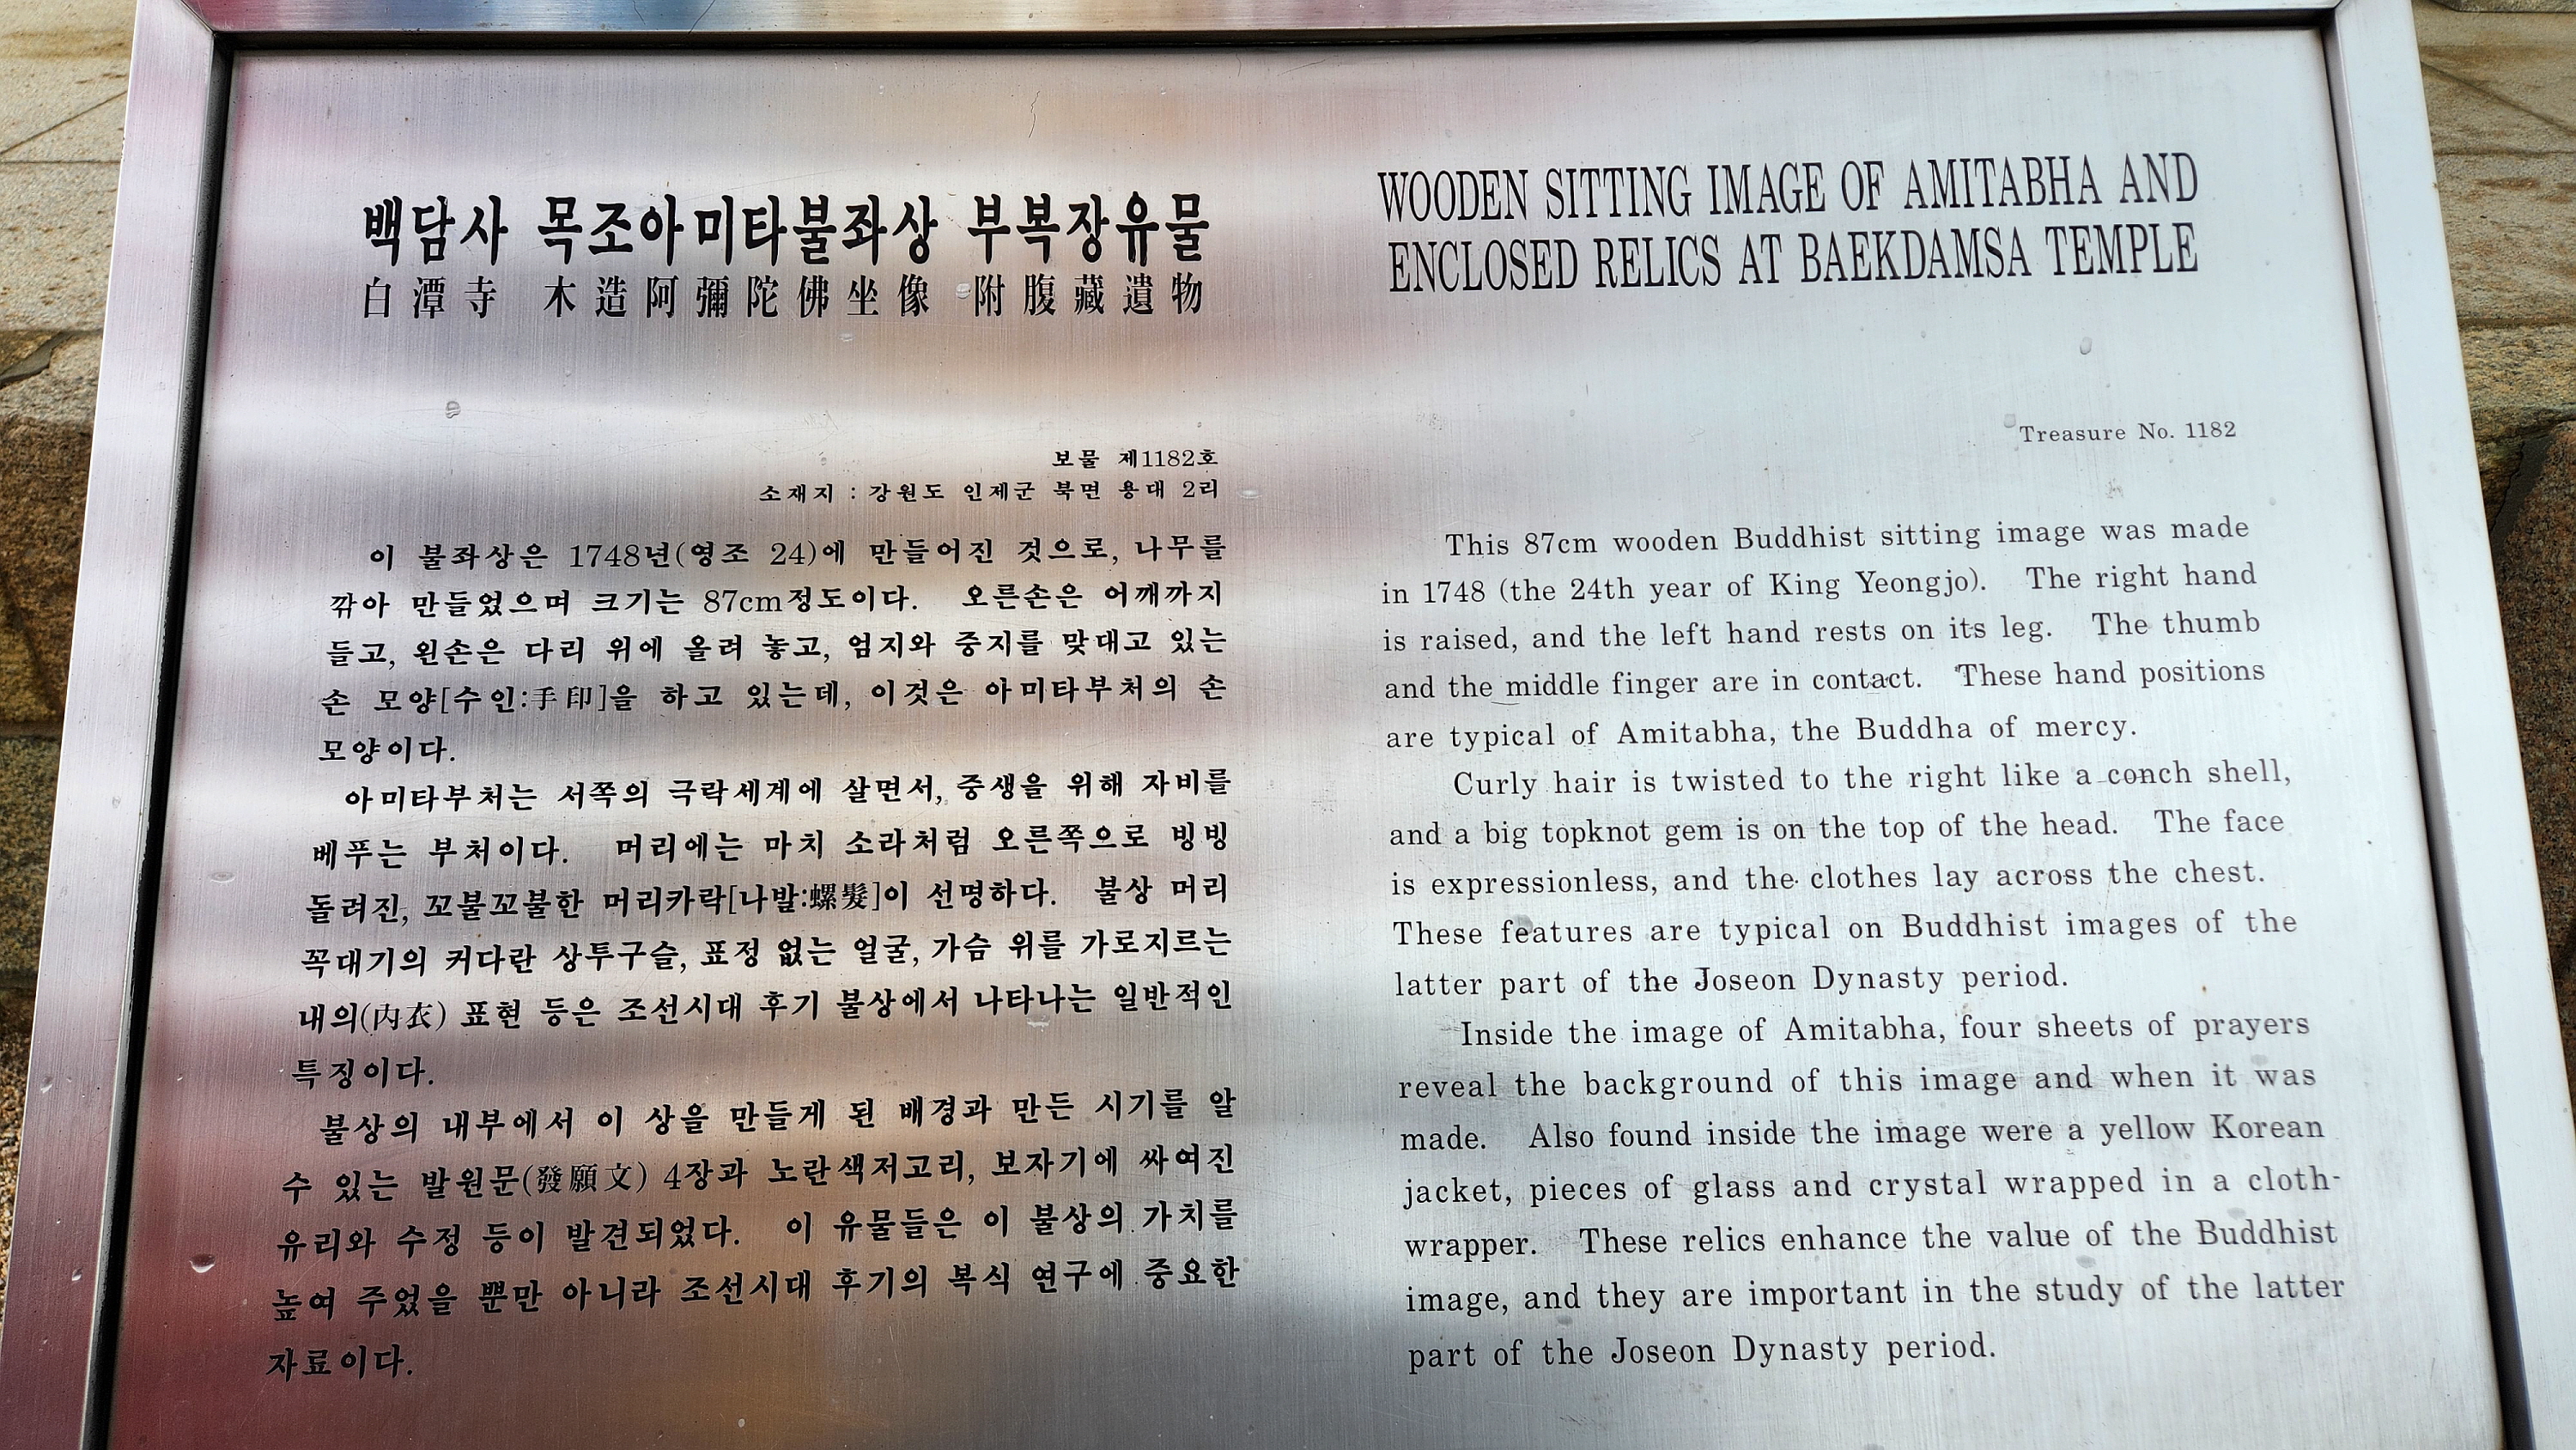 백담사 목조아미타불좌상 부복장유물
白潭寺 木造阿彌陀佛坐像 附腹藏遺物
보물 제1182호
소재지 : 강원도 인제군 북면 용대 2리
이 불좌상은 1748년(영조 24)에 만들어진 것으로, 나무를
깎아 만들었으며 크기는 87cm정도이다. 오른손은 어깨까지
들고, 왼손은 다리 위에 올려 놓고, 엄지와 중지를 맞대고 있는
손 모양[수인:手印]을 하고 있는데, 이것은 아미타부처의 손
모양이다.
아미타부처는 서쪽의 극락세계에 살면서, 중생을 위해 자비를
베푸는 부처이다. 머리에는 마치 소라처럼 오른쪽으로 빙빙
돌려진, 꼬불꼬불한 머리카락[나발:螺髮]이 선명하다. 불상 머리
꼭대기의 커다란 상투구슬, 표정 없는 얼굴, 가슴 위를 가로지르는
내의(內衣) 표현 등은 조선시대 후기 불상에서 나타나는 일반적인
특징이다.
불상의 내부에서 이 상을 만들게 된 배경과 만든 시기를 알
수 있는 발원문(發願文) 4장과 노란색저고리, 보자기에 싸여진
유리와 수정 등이 발견되었다. 이 유물들은 이 불상의 가치를
높여 주었을 뿐만 아니라 조선시대 후기의 복식 연구에 중요한
자료이다.
WOODEN SITTING IMAGE OF AMITABHA AND
ENCLOSED RELICS AT BAEKDAMSA TEMPLE
Treasure No. 1182
This 87cm wooden Buddhist sitting image was made
in 1748 (the 24th year of King Yeongjo). The right hand
is raised, and the left hand rests on its leg. The thumb
and the middle finger are in contact. These hand positions
are typical of Amitabha, the Buddha of mercy.
Curly hair is twisted to the right like a conch shell,
and a big topknot gem is on the top of the head. The face
is expressionless, and the clothes lay across the chest.
These features are typical on Buddhist images of the
latter part of the Joseon Dynasty period.
Inside the image of Amitabha, four sheets of prayers
reveal the background of this image and when it was
made. Also found inside the image were a yellow Korean
jacket, pieces of glass and crystal wrapped in a cloth-
wrapper. These relics enhance the value of the Buddhist
image, and they are important in the study of the latter
part of the Joseon Dynasty period.